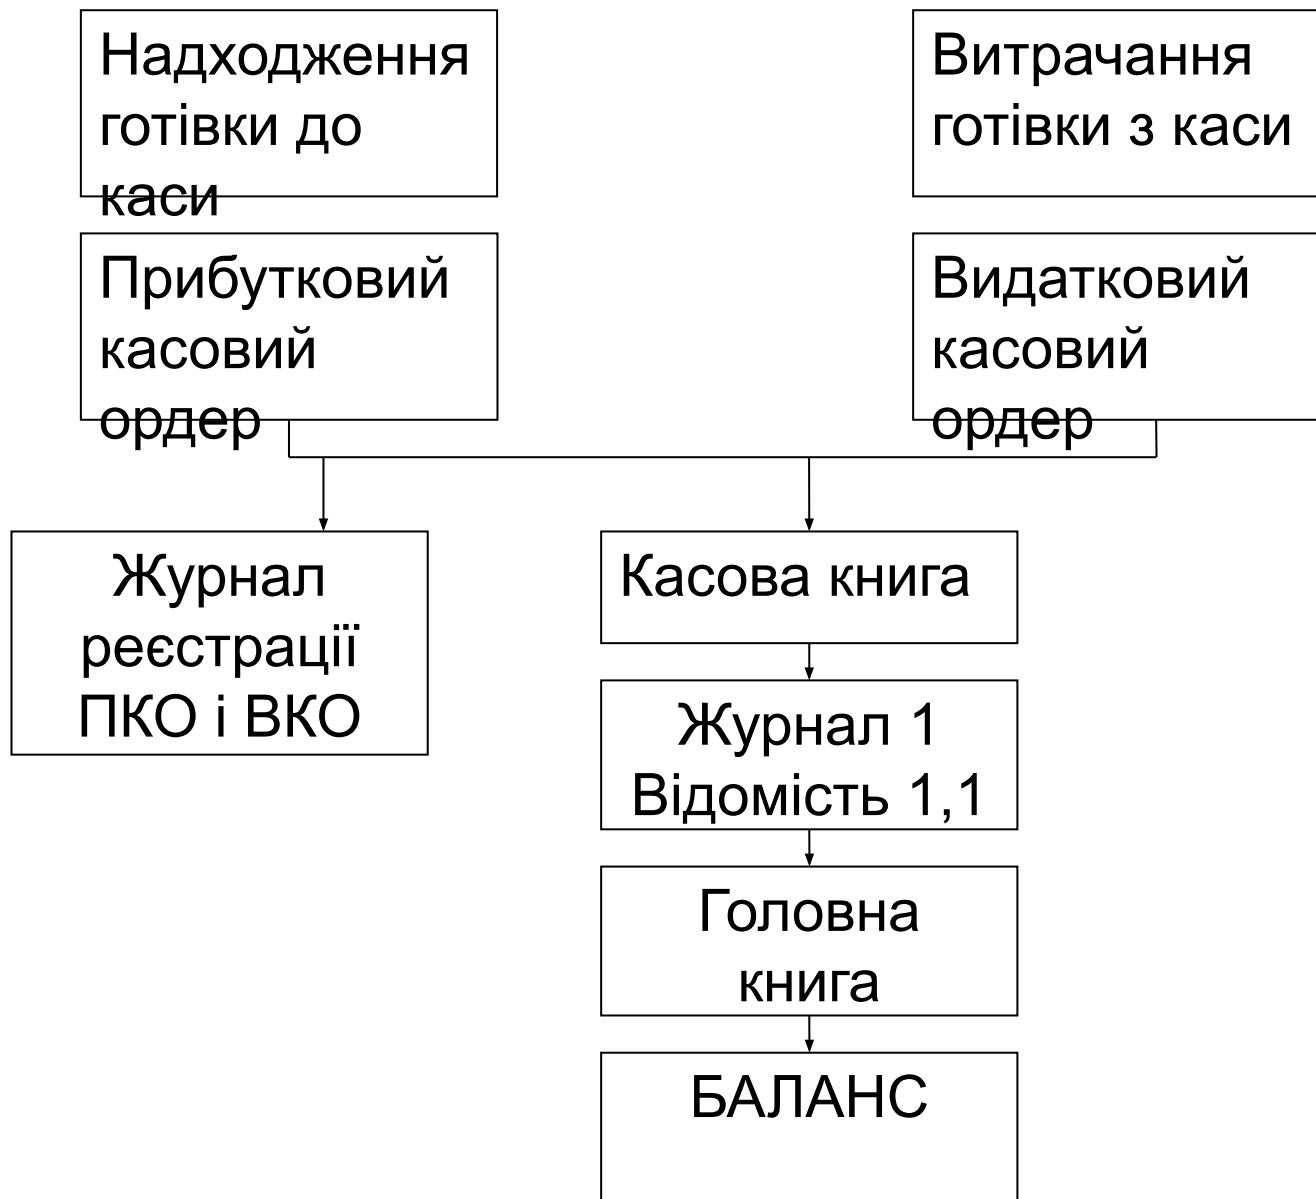 Надходження
готівки до
каси
Витрачання
готівки з каси
Прибутковий
касовий
ордер
Видатковий
касовий
ордер
Журнал
реєстрації
ПКО і ВКО
Касова книга
Журнал 1
Відомість 1,1
Головна
книга
БАЛАНС